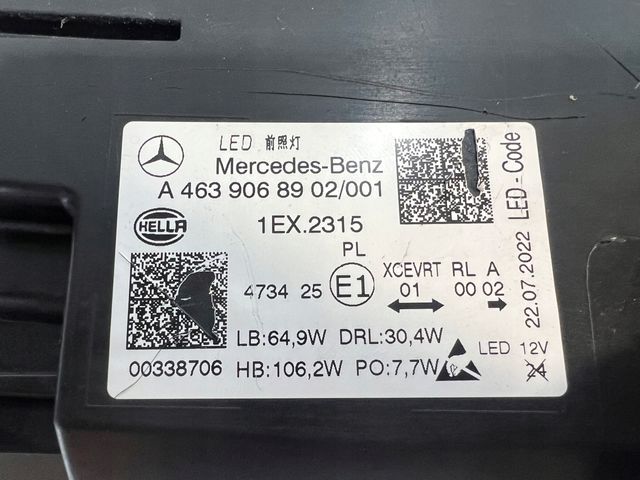 LED 前照灯
Mercedes-Benz
A 463 906 89 02/001
HELLA
1EX.2315
PL
4734 25 E1
XCEVRT RL A
01 00 02
LB:64,9W DRL:30,4W
00338706 HB:106,2W PO:7,7W
LED 12V
24
22.07.2022 LED-Code